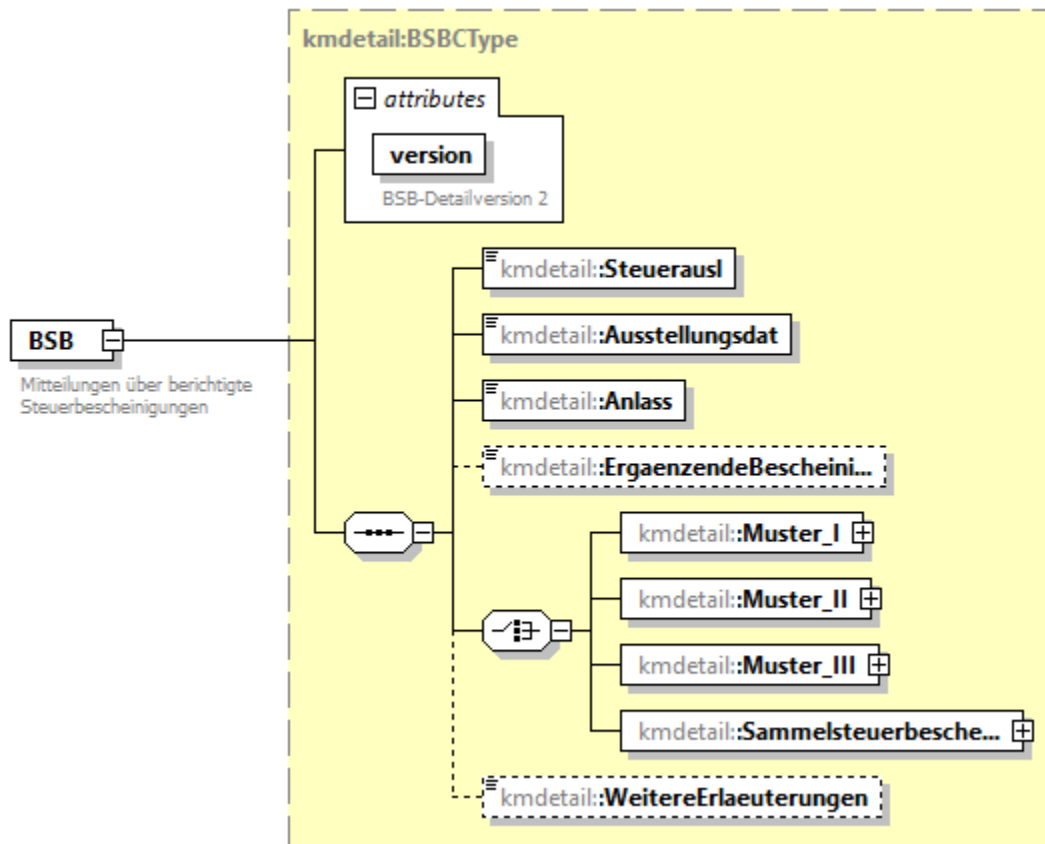 kmdetail:BSBCType
attributes
version
BSB-Detailversion 2
kmdetail::Steuerausl
kmdetail::Ausstellungsdat
BSB
kmdetail::Anlass
Mitteilungen über berichtigte
Steuerbescheinigungen
kmdetail::ErgaenzendeBescheini...
kmdetail::Muster_I
kmdetail::Muster_II
kmdetail::Muster_III
kmdetail::Sammelsteuerbesche...
kmdetail::WeitereErlaeuterungen